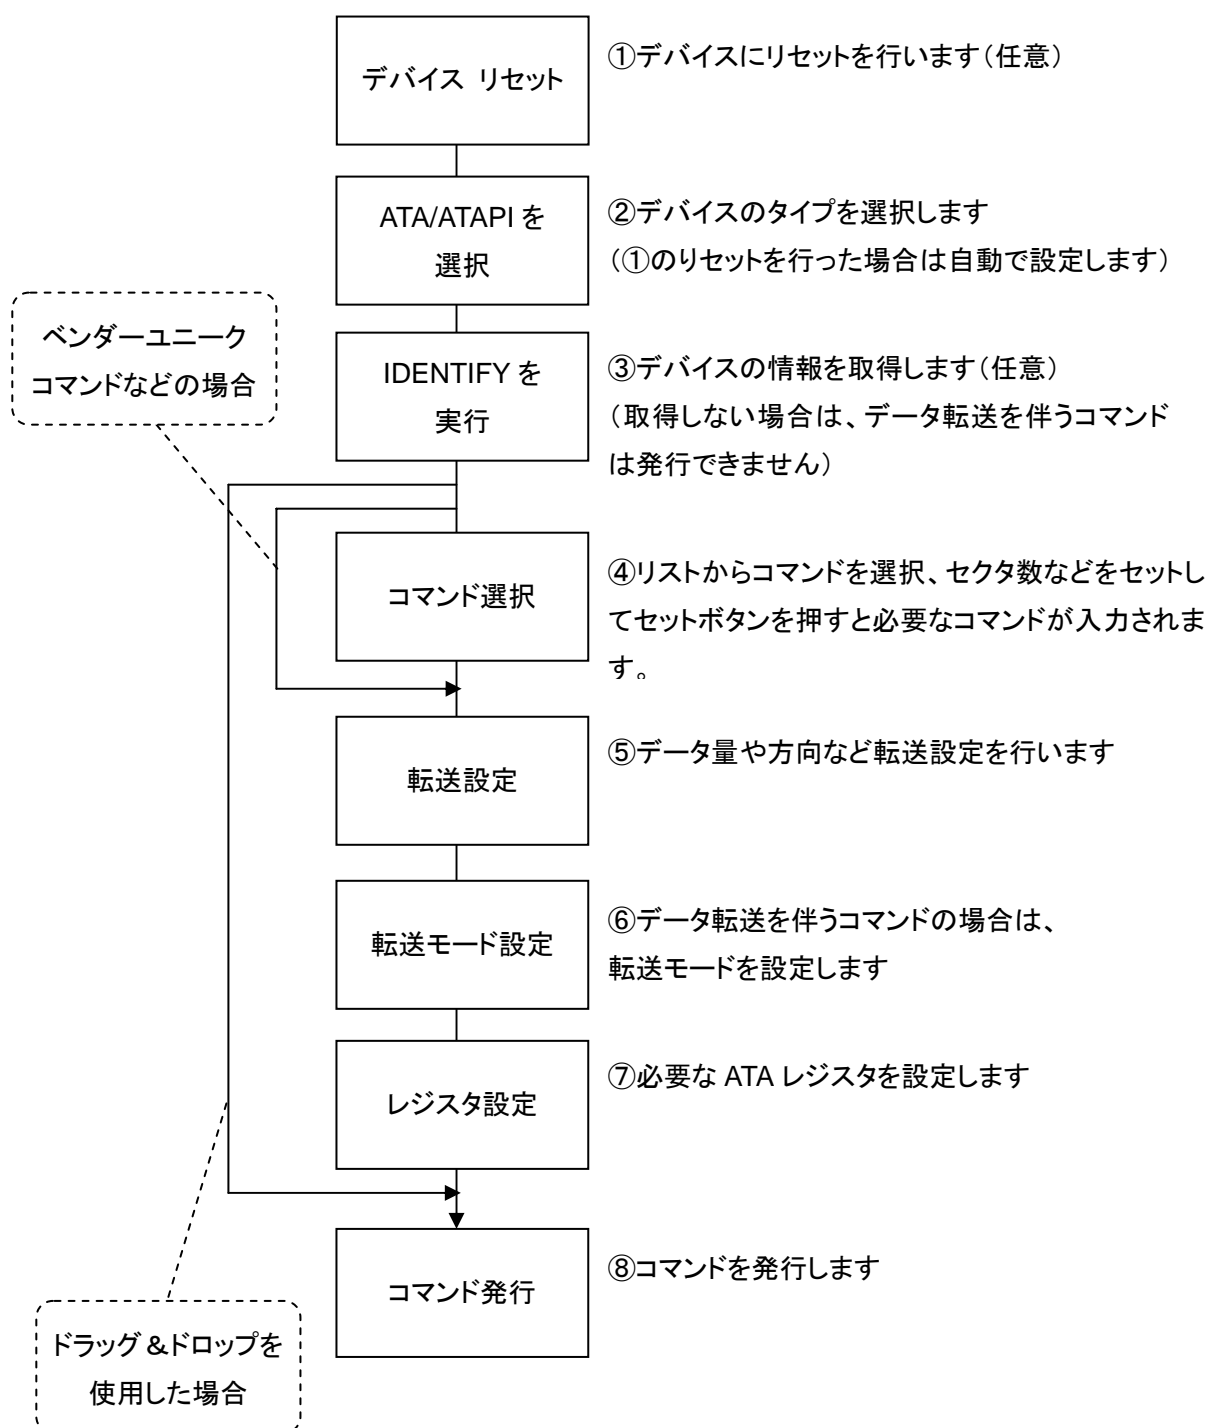 デバイス リセット
①デバイスにリセットを行います（任意）
ATA/ATAPI を
選択
②デバイスのタイプを選択します
（①のりセットを行った場合は自動で設定します）
ベンダーユニーク
コマンドなどの場合
IDENTIFY を
実行
③デバイスの情報を取得します（任意）
（取得しない場合は、データ転送を伴うコマンド
は発行できません）
コマンド選択
④リストからコマンドを選択、セクタ数などをセットし
てセットボタンを押すと必要なコマンドが入力されま
す。
転送設定
⑤データ量や方向など転送設定を行います
転送モード設定
⑥データ転送を伴うコマンドの場合は、
転送モードを設定します
レジスタ設定
⑦必要な ATA レジスタを設定します
コマンド発行
⑧コマンドを発行します
ドラッグ＆ドロップを
使用した場合